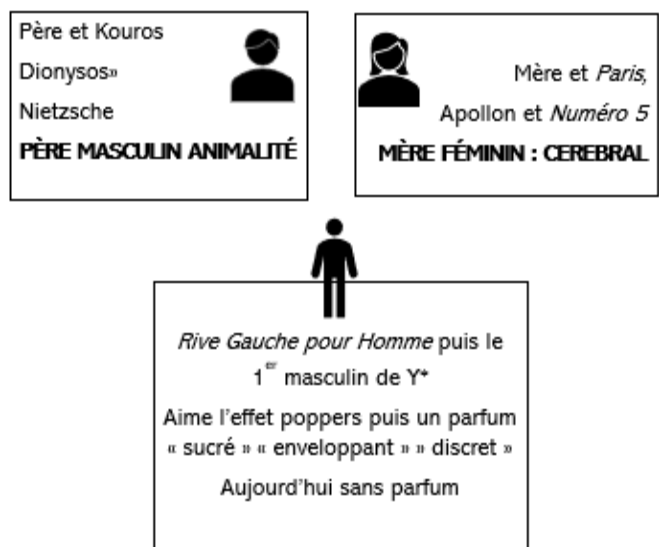 Père et Kouros
Dionysos»
Nietzsche
PÈRE MASCULIN ANIMALITÉ
Mère et Paris,
Apollon et Numéro 5
MÈRE FÉMININ : CEREBRAL
Rive Gauche pour Homme puis le
1er masculin de Y*
Aime l'effet poppers puis un parfum
« sucré » « enveloppant » » discret »
Aujourd'hui sans parfum